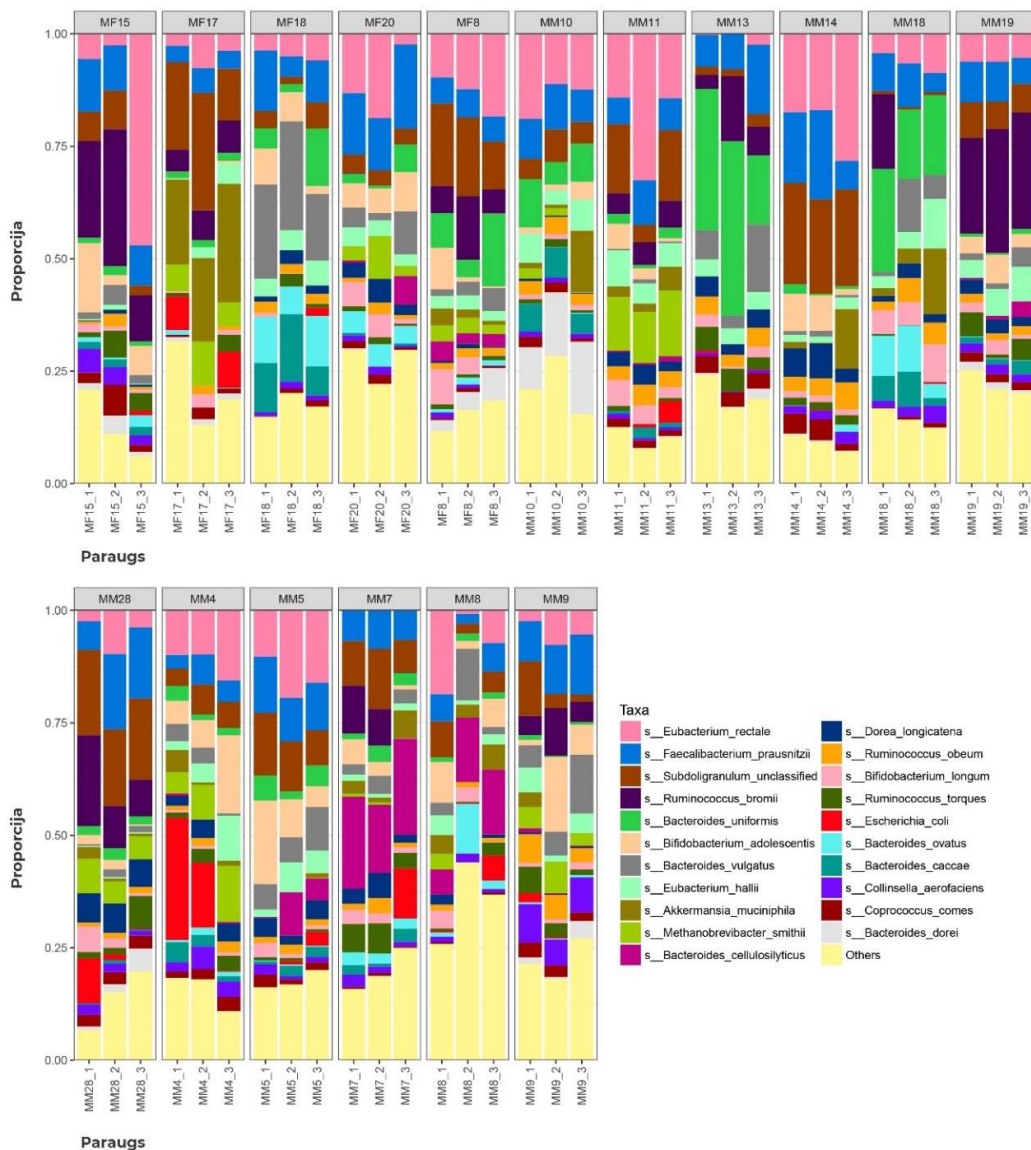 MF15 MF17 MF18 MF20 MF8 MM10 MM11 MM13 MM14 MM18 MM19
1.00
0.75
0.50
0.25
0.00
Proporcija
MF15_1 MF15_2 MF15_3 MF17_1 MF17_2 MF17_3 MF18_1 MF18_2 MF18_3 MF20_1 MF20_2 MF20_3 MF8_1 MF8_2 MF8_3 MM10_1 MM10_2 MM10_3 MM11_1 MM11_2 MM11_3 MM13_1 MM13_2 MM13_3 MM14_1 MM14_2 MM14_3 MM18_1 MM18_2 MM18_3 MM19_1 MM19_2 MM19_3
Paraugs
MM28 MM4 MM5 MM7 MM8 MM9
1.00
0.75
0.50
0.25
0.00
Proporcija
MM28_1 MM28_2 MM28_3 MM4_1 MM4_2 MM4_3 MM5_1 MM5_2 MM5_3 MM7_1 MM7_2 MM7_3 MM8_1 MM8_2 MM8_3 MM9_1 MM9_2 MM9_3
Paraugs
Taxa
s__Eubacterium_rectale
s__Faecalibacterium_prausnitzii
s__Subdoligranulum_unclassified
s__Ruminococcus_bromii
s__Bacteroides_uniformis
s__Bifidobacterium_adolescentis
s__Bacteroides_vulgatus
s__Eubacterium_hallii
s__Akkermansia_muciniphila
s__Methanobrevibacter_smithii
s__Bacteroides_cellulosilyticus
s__Dorea_longicatena
s__Ruminococcus_obeum
s__Bifidobacterium_longum
s__Ruminococcus_torques
s__Escherichia_coli
s__Bacteroides_ovatus
s__Bacteroides_caccae
s__Collinsella_aerofaciens
s__Coprococcus_comes
s__Bacteroides_dorei
Others